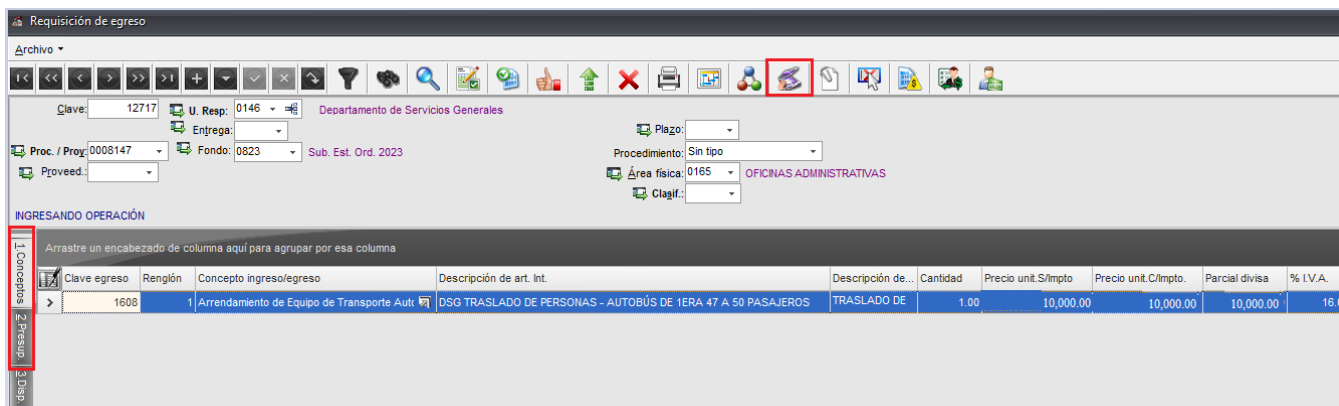 Requisición de egreso
Archivo
Clave: 12717 U. Resp: 0146 Departamento de Servicios Generales
Entrega: Plazo:
Proc. / Proy: 0008147 Fondo: 0823 Sub. Est. Ord. 2023 Procedimiento: Sin tipo
Proveed.: Área física: 0165 OFICINAS ADMINISTRATIVAS
Clasif.:
INGRESANDO OPERACIÓN
1.Conceptos
2.Presup.
3.Disp.
Arrastre un encabezado de columna aquí para agrupar por esa columna
Clave egreso Renglón Concepto ingreso/egreso Descripción de art. Int. Descripción de... Cantidad Precio unit.S/Impto Precio unit.C/Impto. Parcial divisa % I.V.A.
1608 1 Arrendamiento de Equipo de Transporte Auto DSG TRASLADO DE PERSONAS - AUTOBÚS DE 1ERA 47 A 50 PASAJEROS TRASLADO DE 1.00 10,000.00 10,000.00 10,000.00 16.0